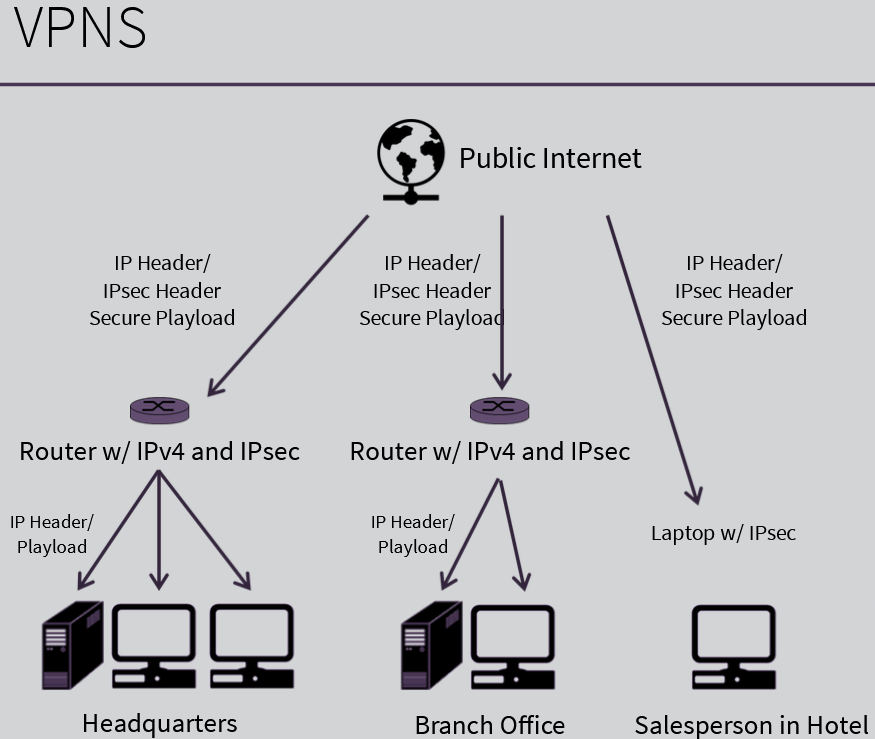 VPNS
Public Internet
IP Header/
IPsec Header
Secure Playload
IP Header/
IPsec Header
Secure Playload
IP Header/
IPsec Header
Secure Playload
Router w/ IPv4 and IPsec
Router w/ IPv4 and IPsec
IP Header/
Playload
IP Header/
Playload
Laptop w/ IPsec
Headquarters
Branch Office
Salesperson in Hotel